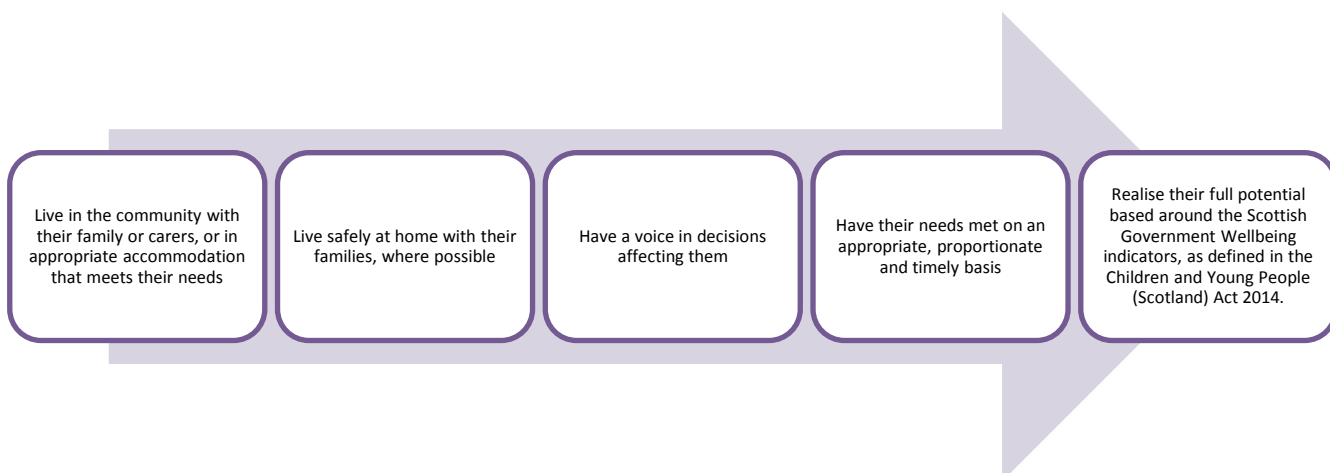 Live in the community with
their family or carers, or in
appropriate accommodation
that meets their needs
Live safely at home with their
families, where possible
Have a voice in decisions
affecting them
Have their needs met on an
appropriate, proportionate
and timely basis
Realise their full potential
based around the Scottish
Government Wellbeing
indicators, as defined in the
Children and Young People
(Scotland) Act 2014.